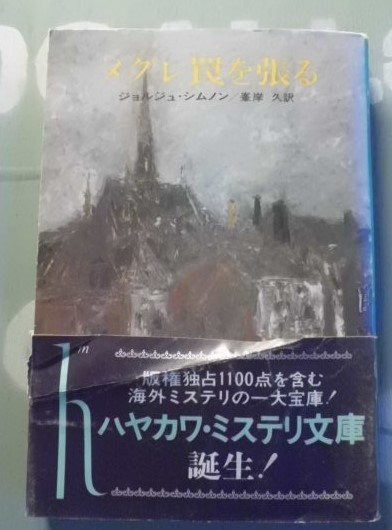 メグレ罠を張る
ジョルジュ・シムノン/峯岸 久訳
hm
版権独占1100点を含む
海外ミステリの一大宝庫!
ハヤカワ・ミステリ文庫
誕生!